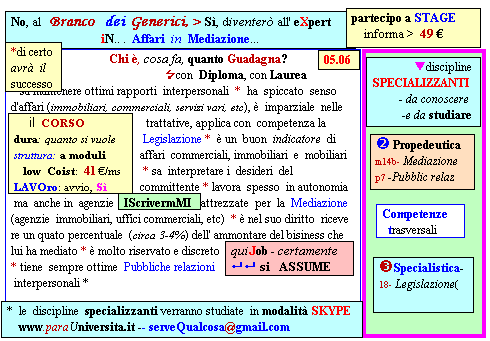 No, al Branco dei Generici, > Sì, diventerò all' eXpert
iN... Affari in Mediazione...
partecipo a STAGE
informa > 49 €
*di certo
avrà il
successo
Chi è, cosa fa, quanto Guadagna?
con Diploma, con Laurea
05.06
mantenere ottimi rapporti interpersonali * ha spiccato senso
d'affari (immobiliari, commerciali, servizi vari, etc), è imparziale nelle
trattative, applica con competenza la
Legislazione * è un buon indicatore di
affari commerciali, immobiliari e mobiliari
* sa interpretare i desideri del
committente * lavora spesso in autonomia
il CORSO
dura: quanto si vuole
struttura: a moduli
low Coist: 41 €/ms
LAVOro: avvio, Sì
ma anche in agenzie IScrivermMI attrezzate per la Mediazione
(agenzie immobiliari, uffici commerciali, etc) * è nel suo diritto riceve
re un quato percentuale (circa 3-4%) dell' ammontare del bisiness che
lui ha mediato * è molto riservato e discreto
* tiene sempre ottime Pubbliche relazioni
interpersonali *
qui Job - certamente
↵↵ si ASSUME
▼discipline
SPECIALIZZANTI
- da conoscere
-e da studiare
❷ Propedeutica
m14b- Mediazione
p7 -Pubblic relaz
Competenze
trasversali
❸Specialistica-
18- Legislazione(
* le discipline specializzanti verranno studiate in modalità SKYPE
www.paraUniversita.it -- serveQualcosa@gmail.com